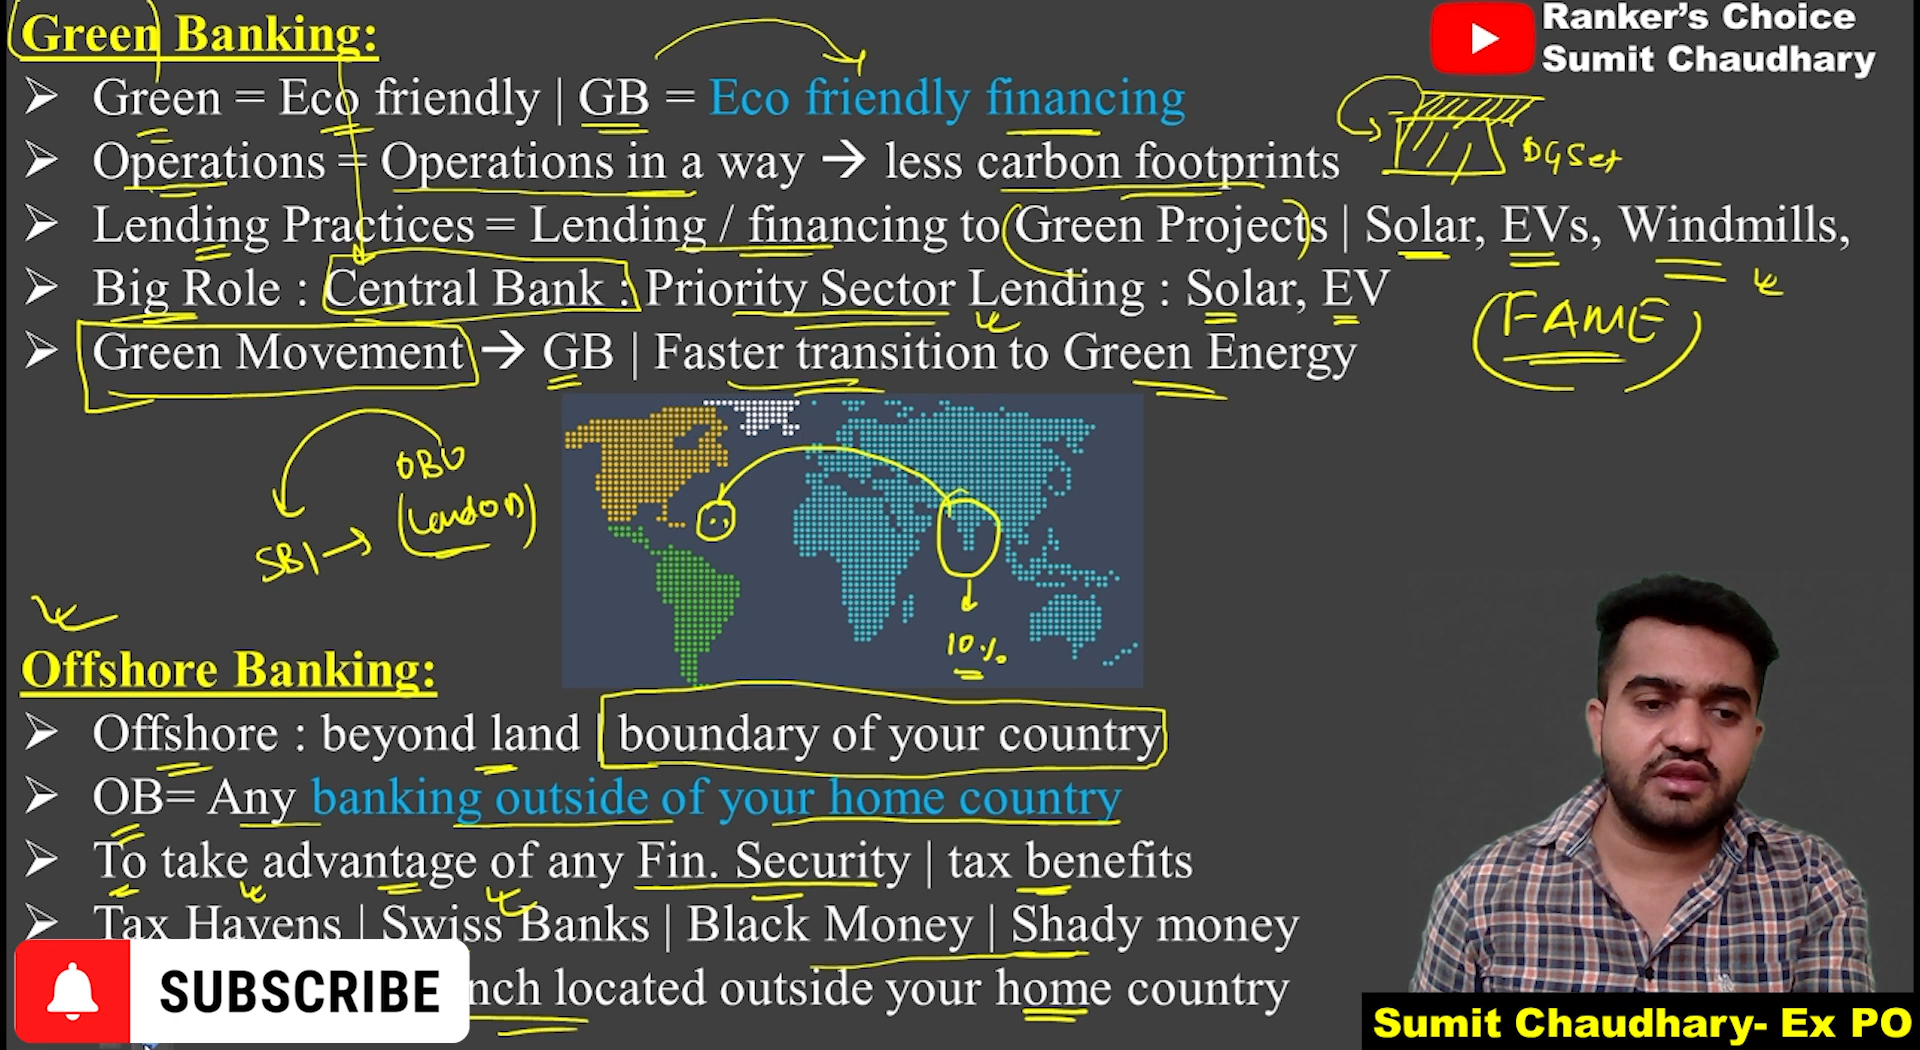 Green Banking:
Ranker's Choice
Sumit Chaudhary
➢ Green = Eco friendly | GB = Eco friendly financing
➢ Operations = Operations in a way → less carbon footprints
DG Set
➢ Lending Practices = Lending / financing to Green Projects | Solar, EVs, Windmills,
➢ Big Role : Central Bank : Priority Sector Lending : Solar, EV
FAME
➢ Green Movement → GB | Faster transition to Green Energy
OBU
(London)
SBI →
10%
Offshore Banking:
➢ Offshore : beyond land | boundary of your country
➢ OB= Any banking outside of your home country
➢ To take advantage of any Fin. Security | tax benefits
➢ Tax Havens | Swiss Banks | Black Money | Shady money
SUBSCRIBE
nch located outside your home country
Sumit Chaudhary- Ex PO